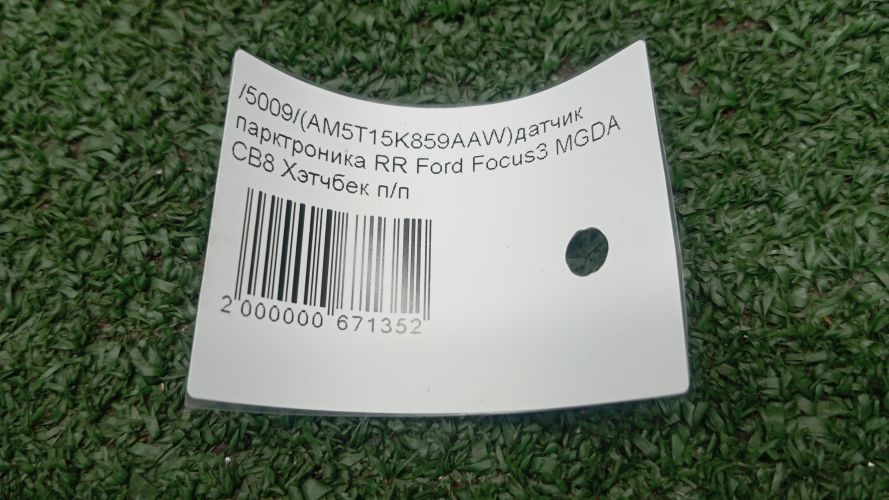 /5009/(AM5T15K859AAW)датчик
парктроника RR Ford Focus3 MGDA
CB8 Хэтчбек п/п
2 000000 671352